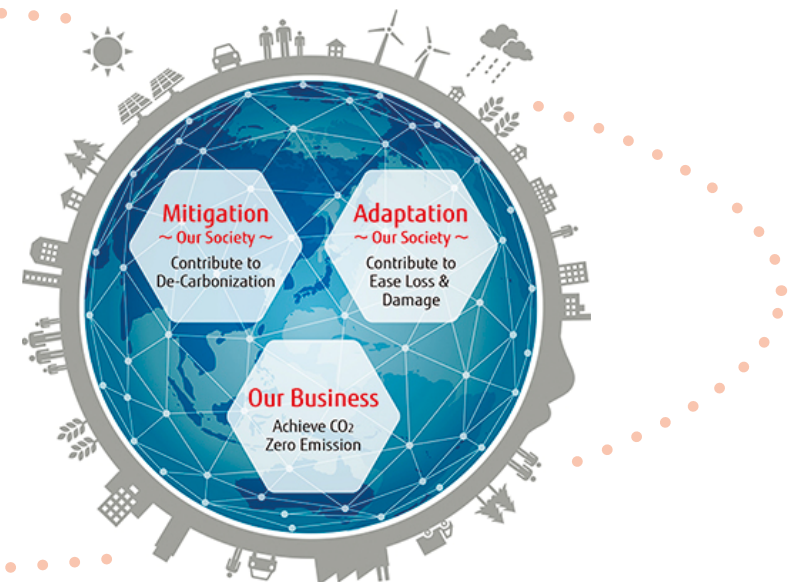 Mitigation
~ Our Society ~
Contribute to
De-Carbonization
Adaptation
~ Our Society ~
Contribute to
Ease Loss &
Damage
Our Business
Achieve CO₂
Zero Emission